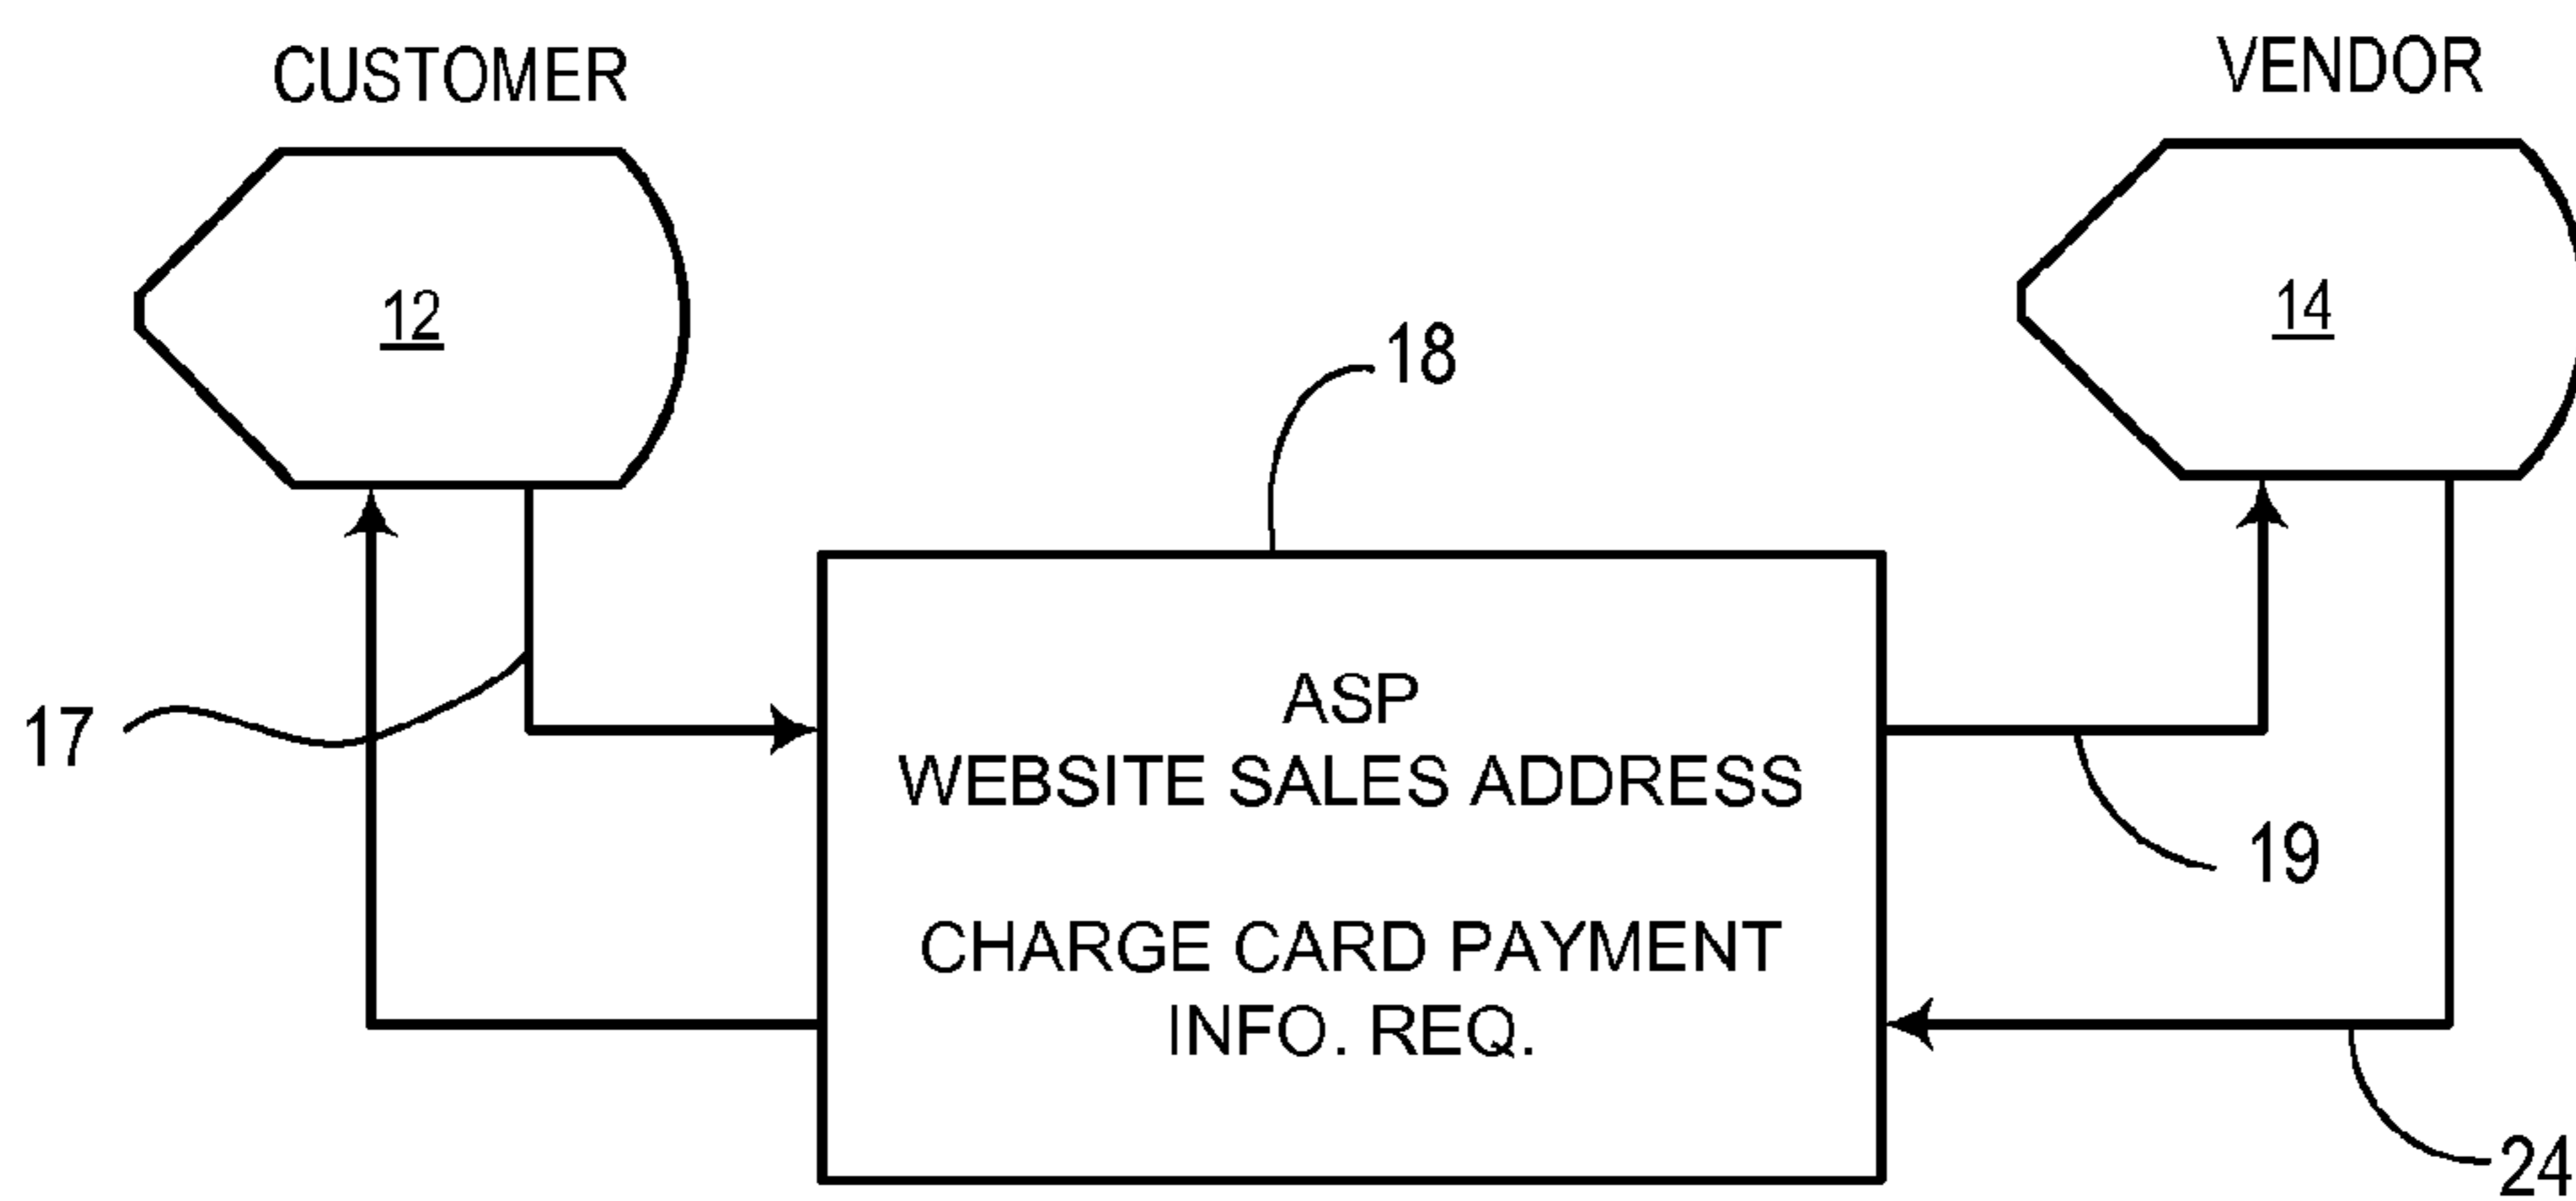 CUSTOMER
VENDOR
12
14
18
17
ASP
WEBSITE SALES ADDRESS
19
CHARGE CARD PAYMENT
INFO. REQ.
24